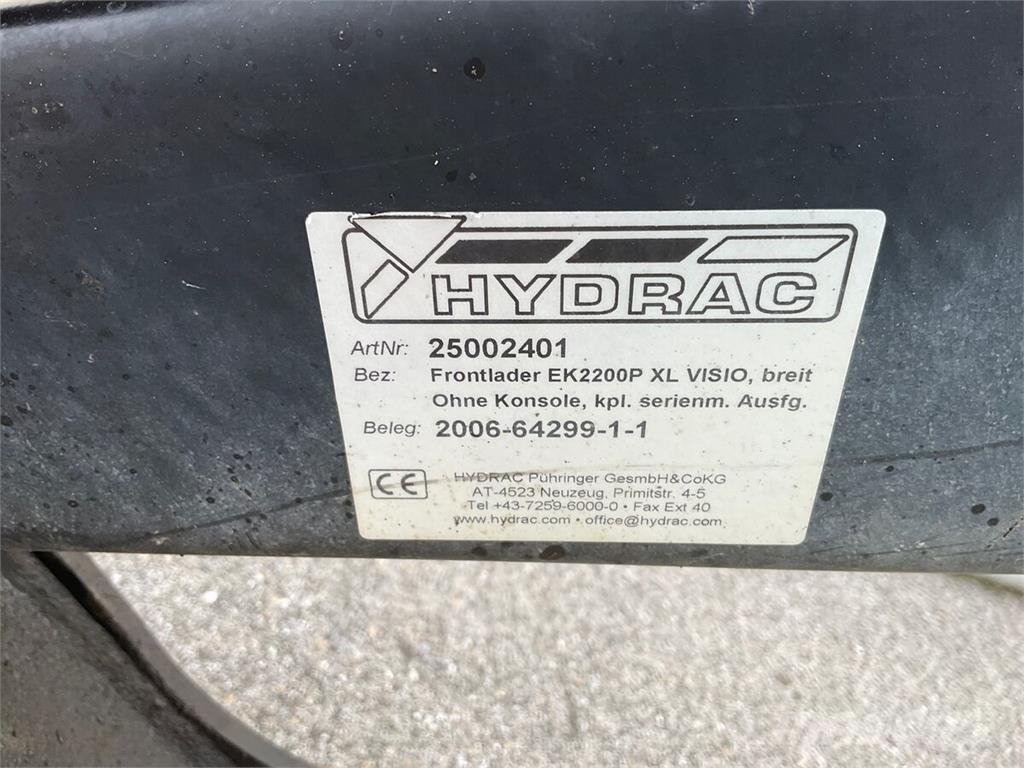 HYDRAC
ArtNr: 25002401
Bez: Frontlader EK2200P XL VISIO, breit
Ohne Konsole, kpl. serienm. Ausfg.
Beleg: 2006-64299-1-1
CE
HYDRAC Pühringer GesmbH&CoKG
AT-4523 Neuzeug, Primitstr. 4-5
Tel +43-7259-6000-0 • Fax Ext 40
www.hydrac.com • office@hydrac.com